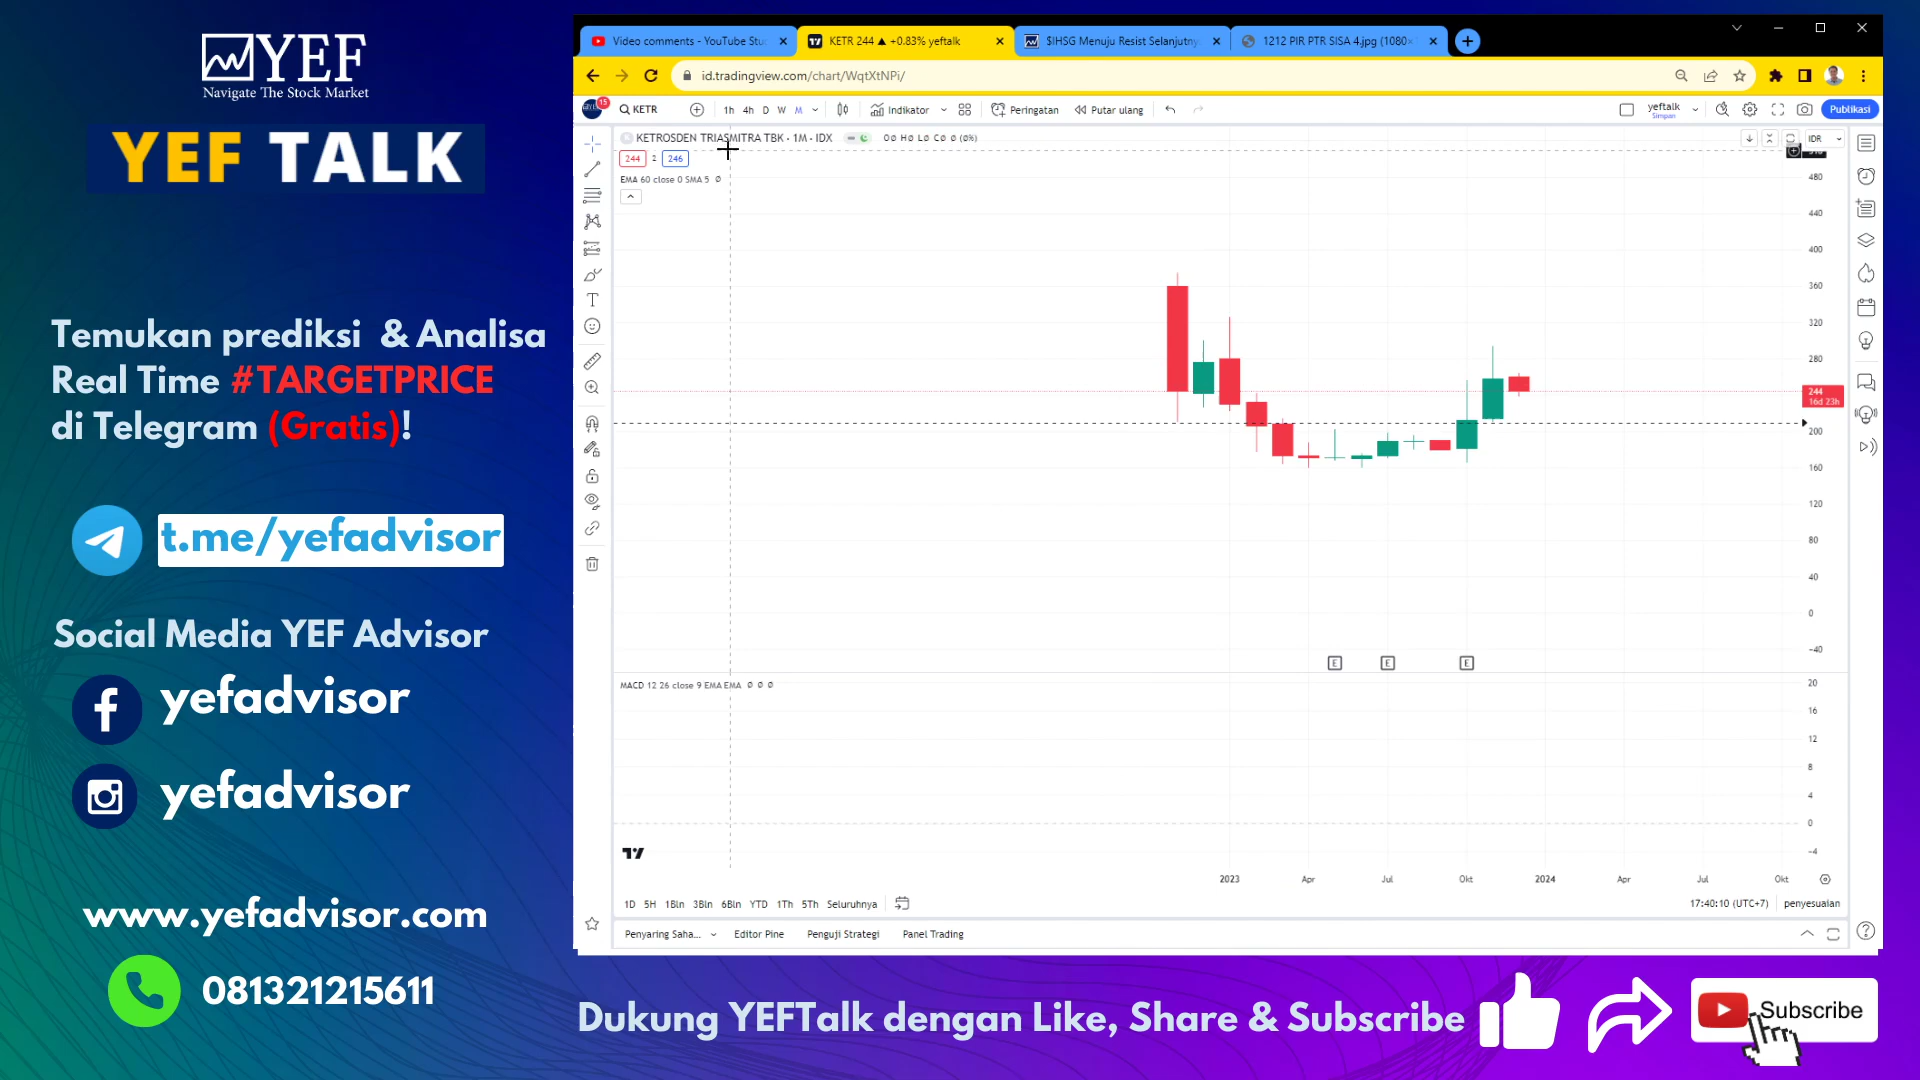 YEF
Navigate The Stock Market
YEF TALK
Temukan prediksi & Analisa
Real Time #TARGETPRICE
di Telegram (Gratis)!
t.me/yefadvisor
Social Media YEF Advisor
yefadvisor
yefadvisor
www.yefadvisor.com
081321215611
Video comments - YouTube Stu
KETR 244 ▲ +0.83% yeftalk
$IHSG Menuju Resist Selanjutny
1212 PIR PTR SISA 4.jpg (1080×
id.tradingview.com/chart/WqtXtNPi/
15
KETR
1h 4h D W M
Indikator
Peringatan
Putar ulang
yeftalk
Simpan
Publikasi
KETROSDEN TRIASMITRA TBK · 1M · IDX
O∅ H∅ L∅ C∅ ∅ (0%)
IDR
244 2 246
EMA 60 close 0 SMA 5 ∅
480
440
400
360
320
280
244
16d 23h
200
160
120
80
40
0
−40
E E E
MACD 12 26 close 9 EMA EMA ∅ ∅ ∅
20
16
12
8
4
0
−4
2023 Apr Jul Okt 2024 Apr Jul Okt
1D 5H 1Bln 3Bln 6Bln YTD 1Th 5Th Seluruhnya
17:40:10 (UTC+7) penyesuaian
Penyaring Saha... Editor Pine Penguji Strategi Panel Trading
Dukung YEFTalk dengan Like, Share & Subscribe
Subscribe